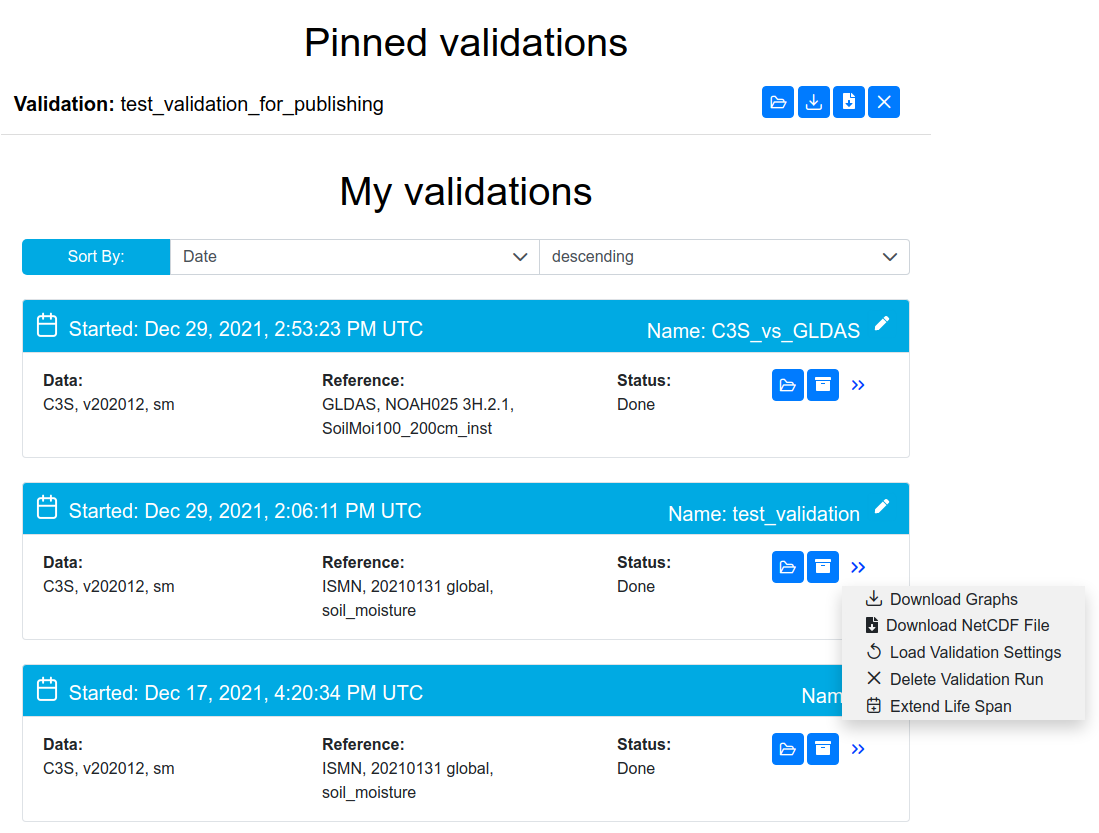 Pinned validations
Validation: test_validation_for_publishing
My validations
Sort By: Date descending
Started: Dec 29, 2021, 2:53:23 PM UTC Name: C3S_vs_GLDAS
Data: Reference: Status:
C3S, v202012, sm GLDAS, NOAH025 3H.2.1, Done
SoilMoi100_200cm_inst
Started: Dec 29, 2021, 2:06:11 PM UTC Name: test_validation
Data: Reference: Status:
C3S, v202012, sm ISMN, 20210131 global, Done
soil_moisture
Download Graphs
Download NetCDF File
Load Validation Settings
Delete Validation Run
Extend Life Span
Started: Dec 17, 2021, 4:20:34 PM UTC Nam
Data: Reference: Status:
C3S, v202012, sm ISMN, 20210131 global, Done
soil_moisture